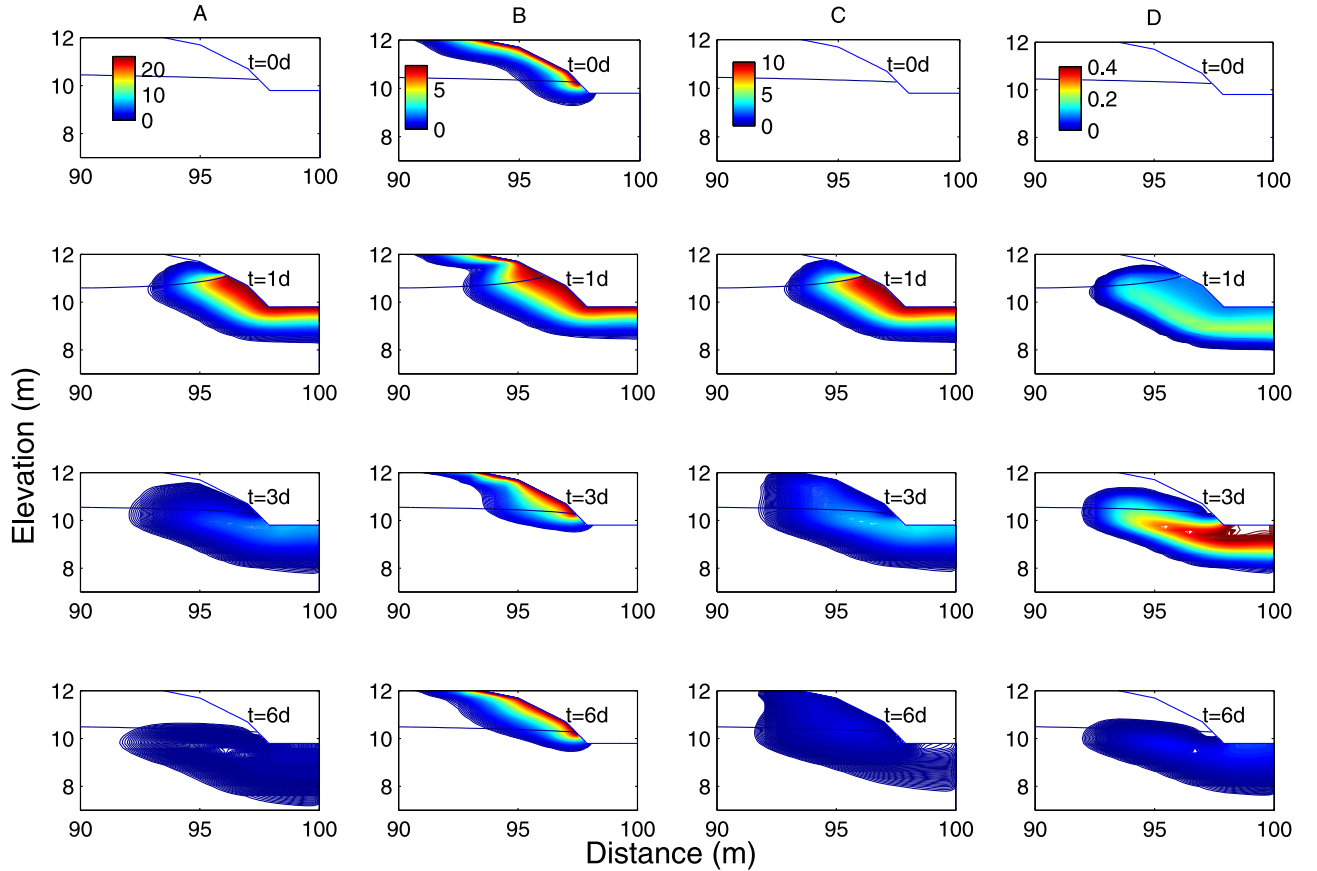 A B C D
12 12 12 12
t=0d t=0d t=0d t=0d
20 5 10 0.4
10 10 10 10
10 0 5 0.2
0 0 0
8 8 8 8
90 95 100 90 95 100 90 95 100 90 95 100
12 12 12 12
t=1d t=1d t=1d t=1d
10 10 10 10
8 8 8 8
90 95 100 90 95 100 90 95 100 90 95 100
Elevation (m)
12 12 12 12
t=3d t=3d t=3d t=3d
10 10 10 10
8 8 8 8
90 95 100 90 95 100 90 95 100 90 95 100
12 12 12 12
t=6d t=6d t=6d t=6d
10 10 10 10
8 8 8 8
90 95 100 90 95 100 90 95 100 90 95 100
Distance (m)